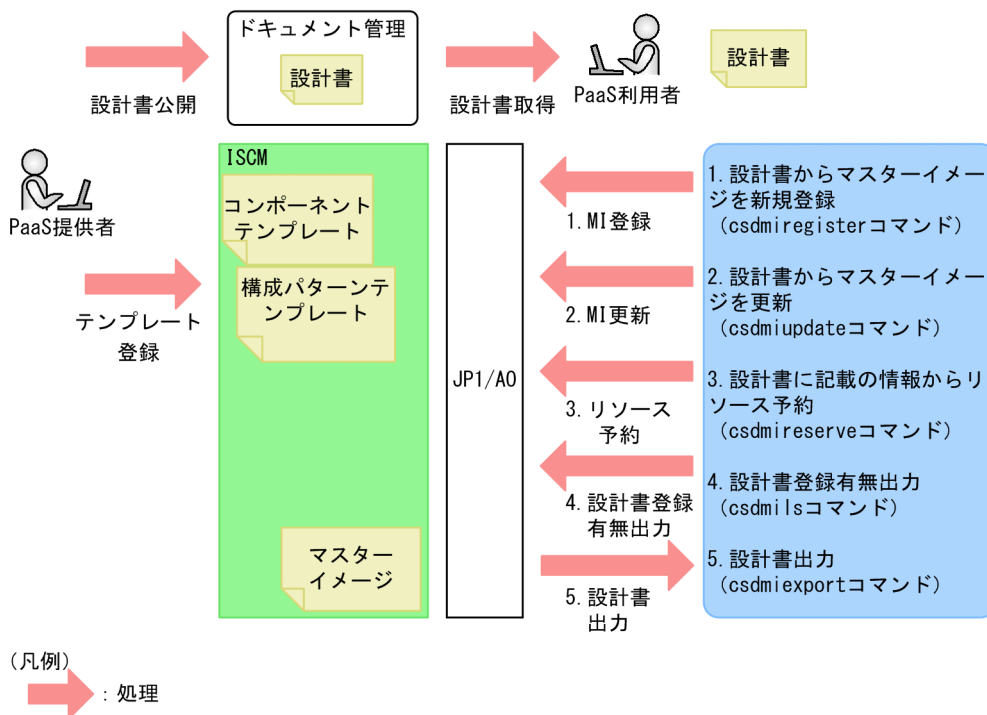 ドキュメント管理
設計書
設計書公開
設計書取得
PaaS利用者
設計書
PaaS提供者
テンプレート
登録
ISCM
コンポーネント
テンプレート
構成パターンテ
ンプレート
マスター
イメージ
JP1/AO
1.MI登録
2.MI更新
3.リソース
予約
4.設計書登録
有無出力
5.設計書
出力
1.設計書からマスターイメー
ジを新規登録
（csdmiregisterコマンド）
2.設計書からマスターイメー
ジを更新
（csdmiupdateコマンド）
3.設計書に記載の情報からリ
ソース予約
（csdmireserveコマンド）
4.設計書登録有無出力
(csdmilsコマンド)
5.設計書出力
(csdmiexportコマンド)
(凡例)
：処理